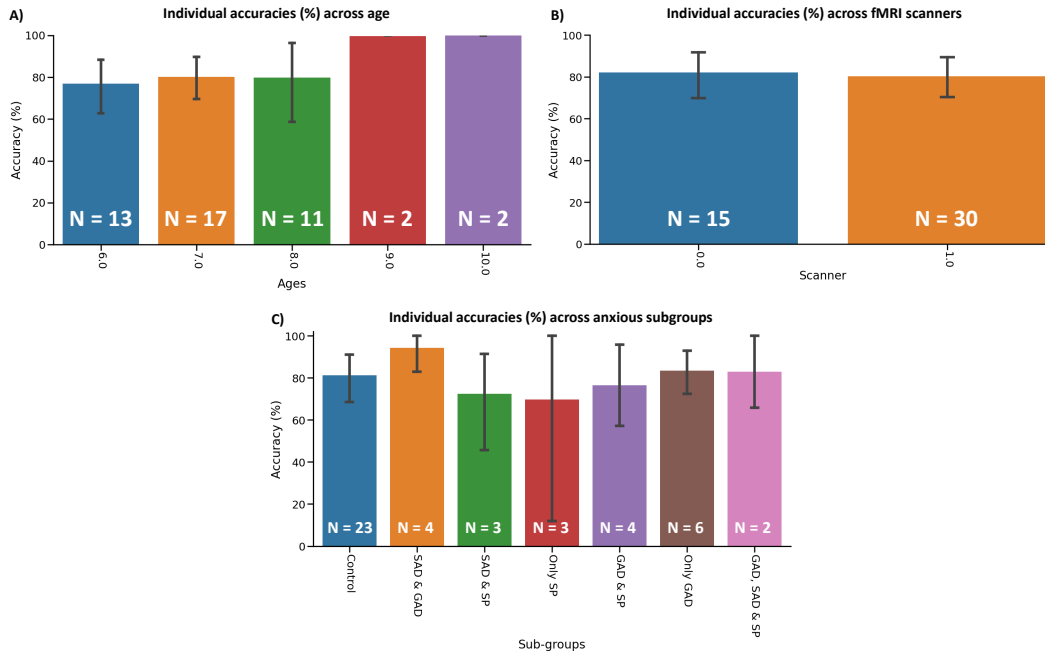 A)
Individual accuracies (%) across age
Accuracy (%)
100
80
60
40
20
0
N = 13
N = 17
N = 11
N = 2
N = 2
6.0
7.0
8.0
9.0
10.0
Ages
B)
Individual accuracies (%) across fMRI scanners
Accuracy (%)
100
80
60
40
20
0
N = 15
N = 30
0.0
1.0
Scanner
C)
Individual accuracies (%) across anxious subgroups
Accuracy (%)
100
80
60
40
20
0
N = 23
N = 4
N = 3
N = 3
N = 4
N = 6
N = 2
Control
SAD & GAD
SAD & SP
Only SP
GAD & SP
Only GAD
GAD, SAD & SP
Sub-groups